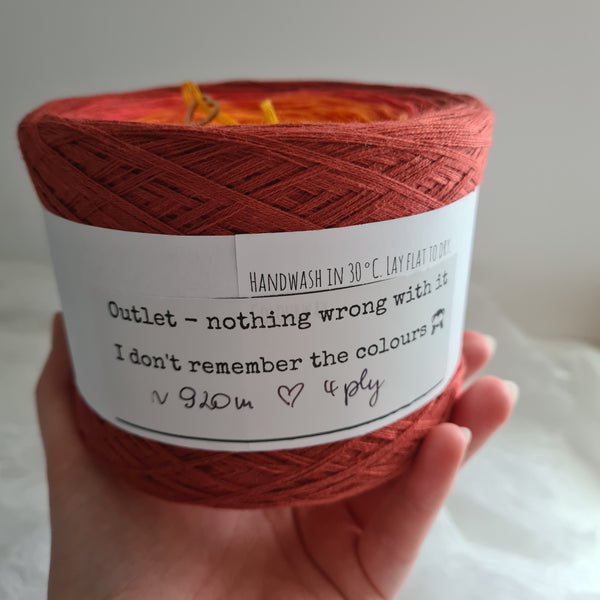 HANDWASH IN 30°C. LAY FLAT TO DRY.
Outlet - nothing wrong with it
I don't remember the colours
~ 920m ♡ 4ply